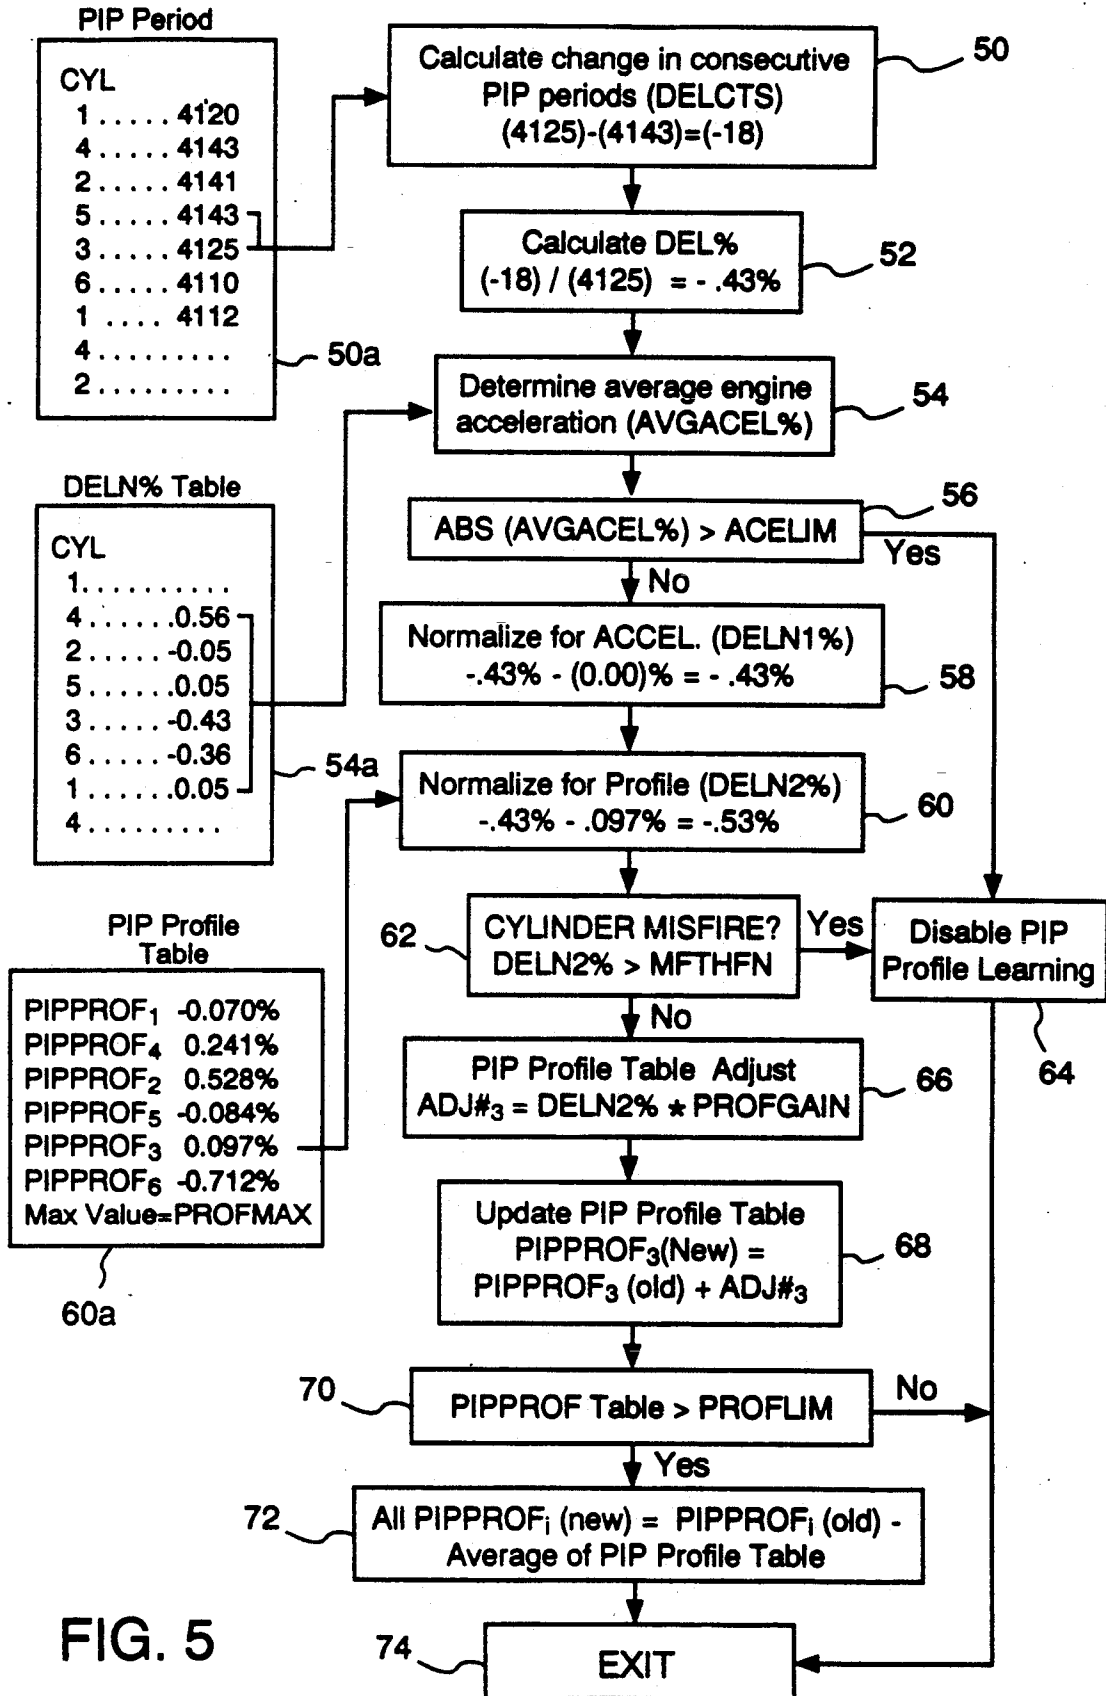 PIP Period
CYL
1 ..... 4120
4 ..... 4143
2 ..... 4141
5 ..... 4143
3 ..... 4125
6 ..... 4110
1 .... 4112
4 .........
2 .........
50a
Calculate change in consecutive
PIP periods (DELCTS)
(4125)-(4143)=(-18)
50
Calculate DEL%
(-18) / (4125) = - .43%
52
Determine average engine
acceleration (AVGACEL%)
54
DELN% Table
CYL
1..........
4 ......0.56
2 ......-0.05
5 ......0.05
3 ......-0.43
6 ......-0.36
1 ......0.05
4 .........
54a
ABS (AVGACEL%) > ACELIM
56
Yes
No
Normalize for ACCEL. (DELN1%)
-.43% - (0.00)% = - .43%
58
Normalize for Profile (DELN2%)
-.43% - .097% = -.53%
60
PIP Profile
Table
PIPPROF1 -0.070%
PIPPROF4 0.241%
PIPPROF2 0.528%
PIPPROF5 -0.084%
PIPPROF3 0.097%
PIPPROF6 -0.712%
Max Value=PROFMAX
60a
62
CYLINDER MISFIRE?
DELN2% > MFTHFN
Yes
No
Disable PIP
Profile Learning
64
PIP Profile Table Adjust
ADJ#3 = DELN2% * PROFGAIN
66
Update PIP Profile Table
PIPPROF3(New) =
PIPPROF3 (old) + ADJ#3
68
70
PIPPROF Table > PROFLIM
No
Yes
72
All PIPPROFi (new) = PIPPROFi (old) -
Average of PIP Profile Table
74
EXIT
FIG. 5